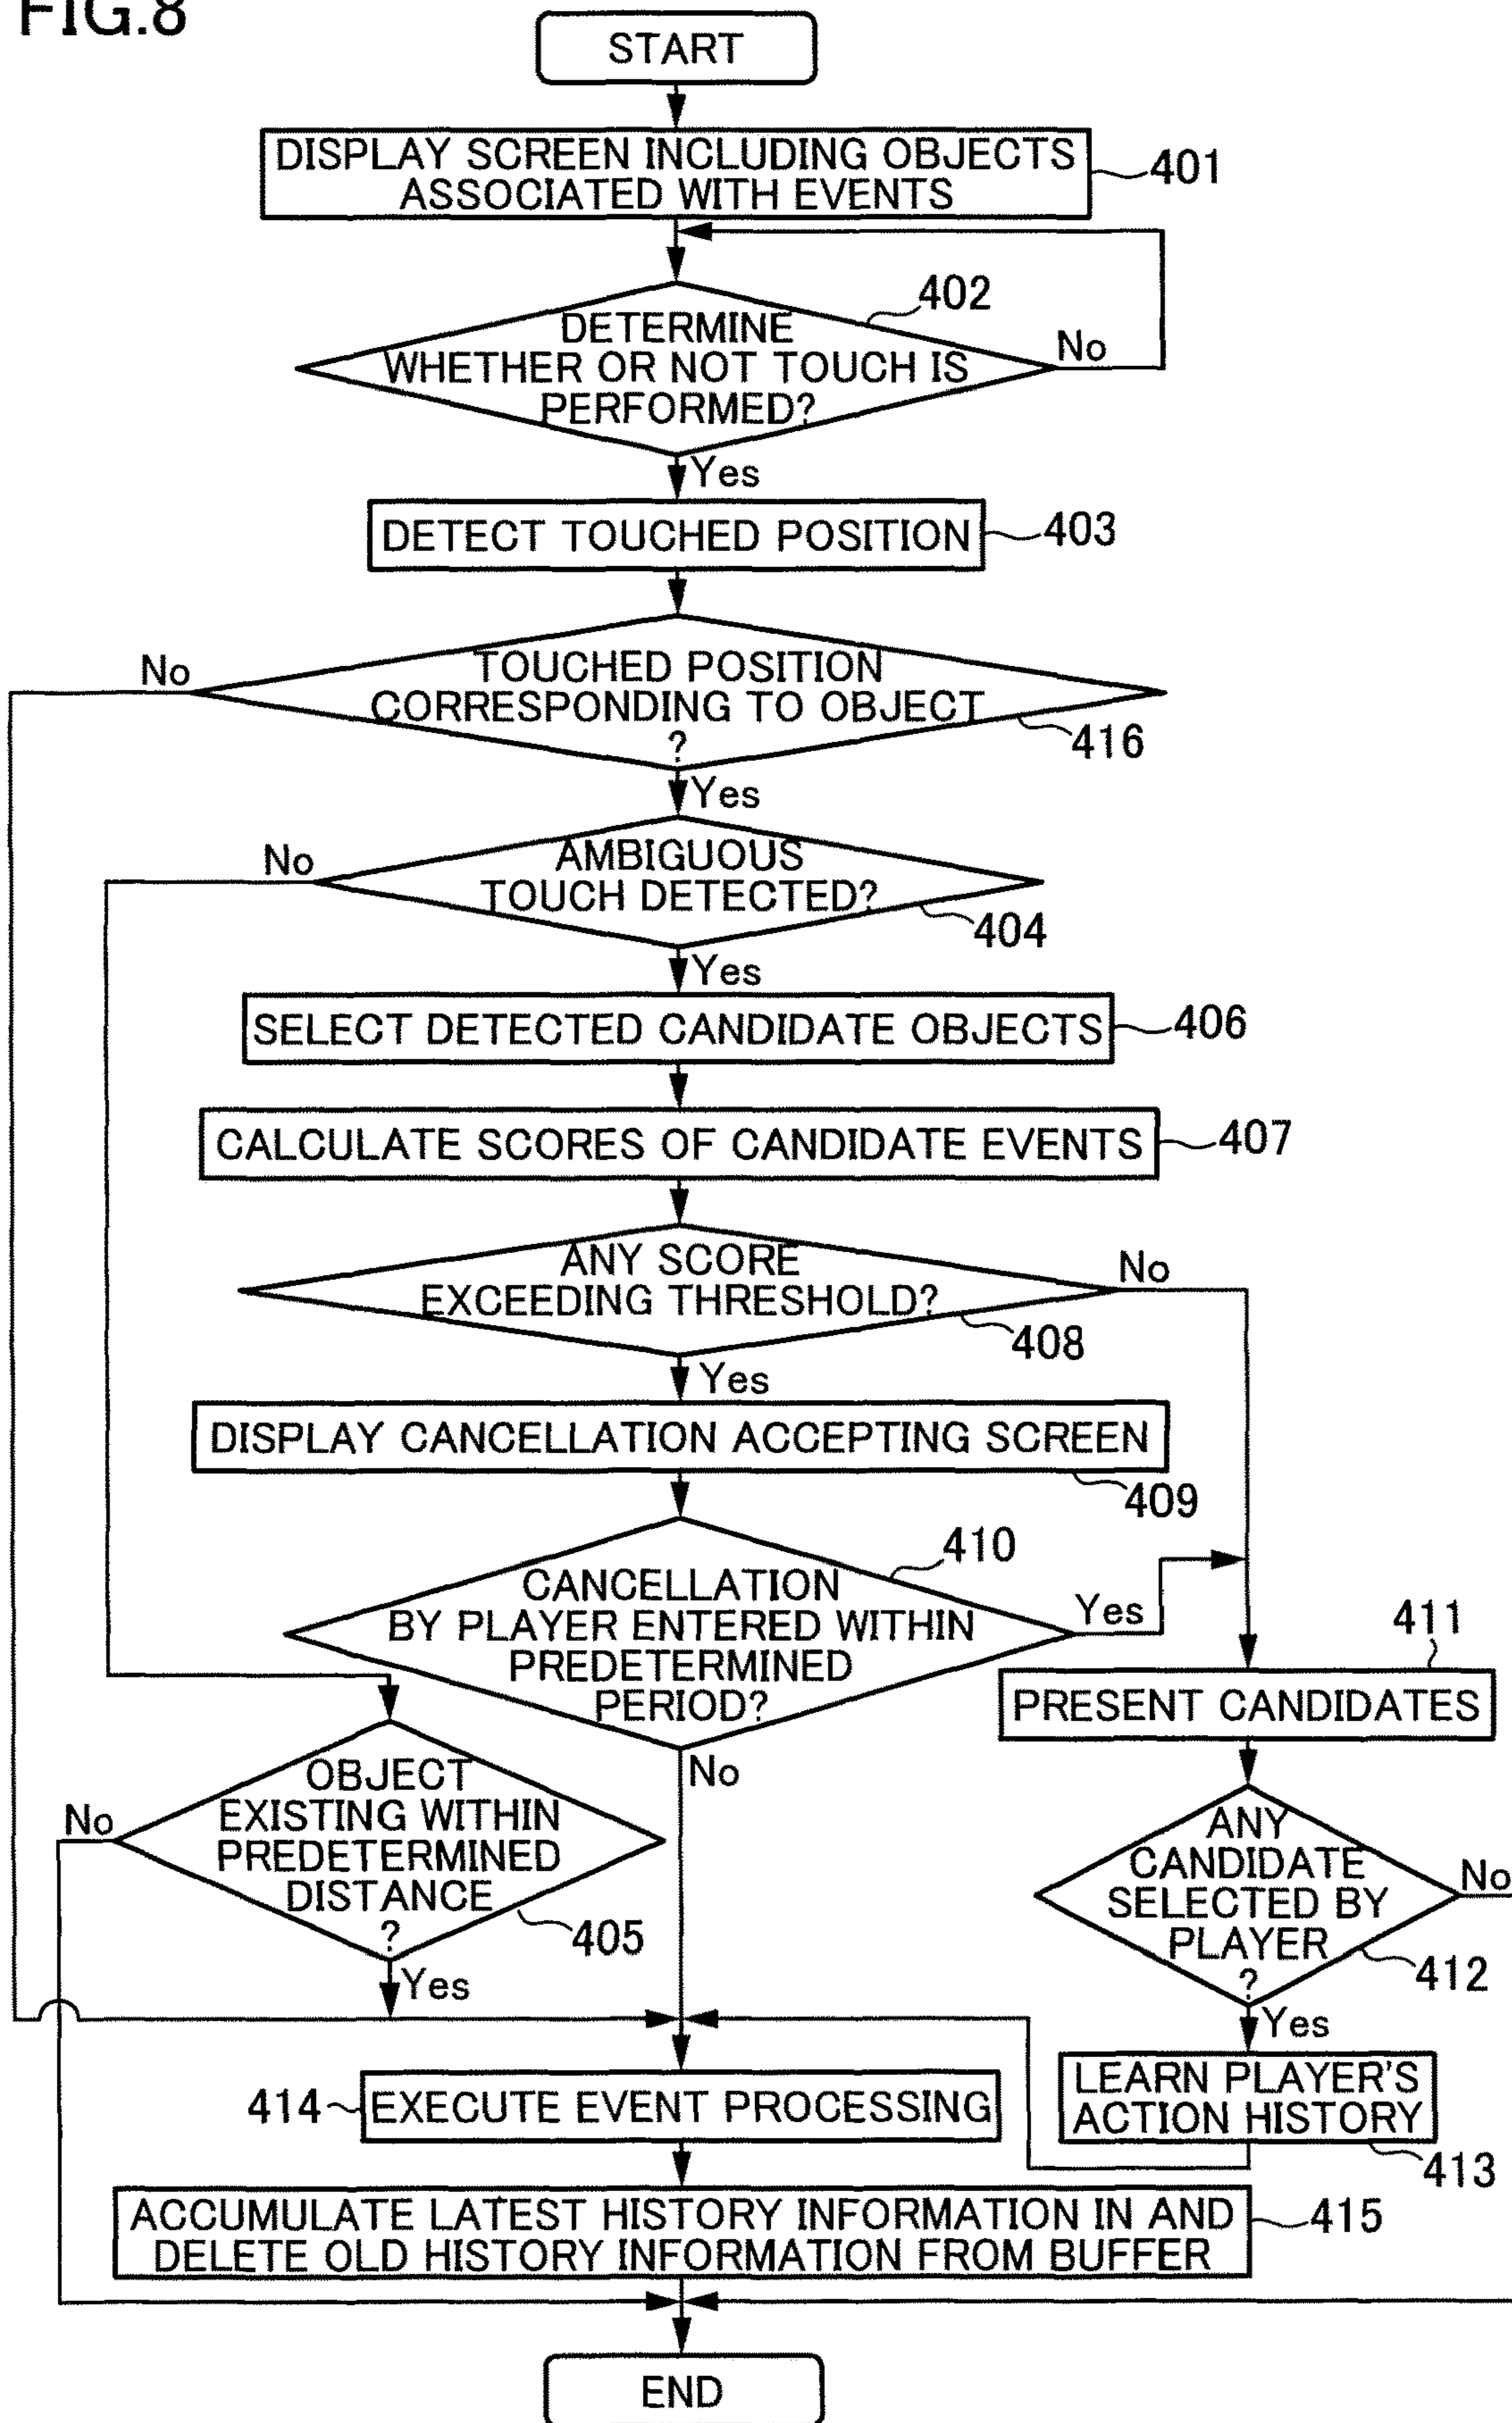 FIG.8
START
DISPLAY SCREEN INCLUDING OBJECTS
ASSOCIATED WITH EVENTS
401
402
DETERMINE
WHETHER OR NOT TOUCH IS
PERFORMED?
No
Yes
DETECT TOUCHED POSITION
403
No
TOUCHED POSITION
CORRESPONDING TO OBJECT
?
416
Yes
No
AMBIGUOUS
TOUCH DETECTED?
404
Yes
SELECT DETECTED CANDIDATE OBJECTS
406
CALCULATE SCORES OF CANDIDATE EVENTS
407
ANY SCORE
EXCEEDING THRESHOLD?
No
408
Yes
DISPLAY CANCELLATION ACCEPTING SCREEN
409
410
CANCELLATION
BY PLAYER ENTERED WITHIN
PREDETERMINED
PERIOD?
Yes
No
411
PRESENT CANDIDATES
OBJECT
EXISTING WITHIN
PREDETERMINED
DISTANCE
?
No
405
Yes
ANY
CANDIDATE
SELECTED BY
PLAYER
?
No
412
Yes
LEARN PLAYER'S
ACTION HISTORY
413
414
EXECUTE EVENT PROCESSING
ACCUMULATE LATEST HISTORY INFORMATION IN AND
DELETE OLD HISTORY INFORMATION FROM BUFFER
415
END